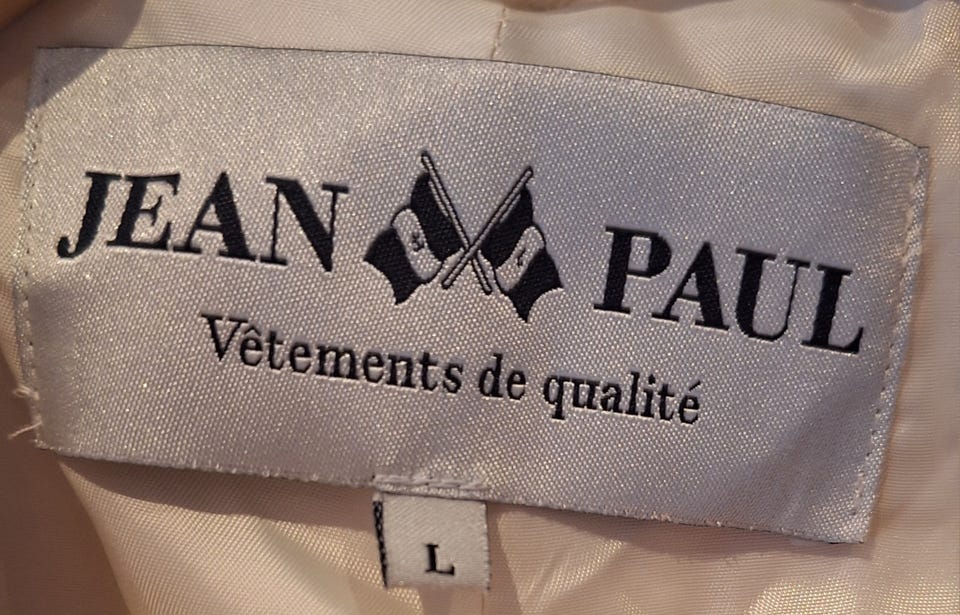 JEAN PAUL
Vêtements de qualité
L